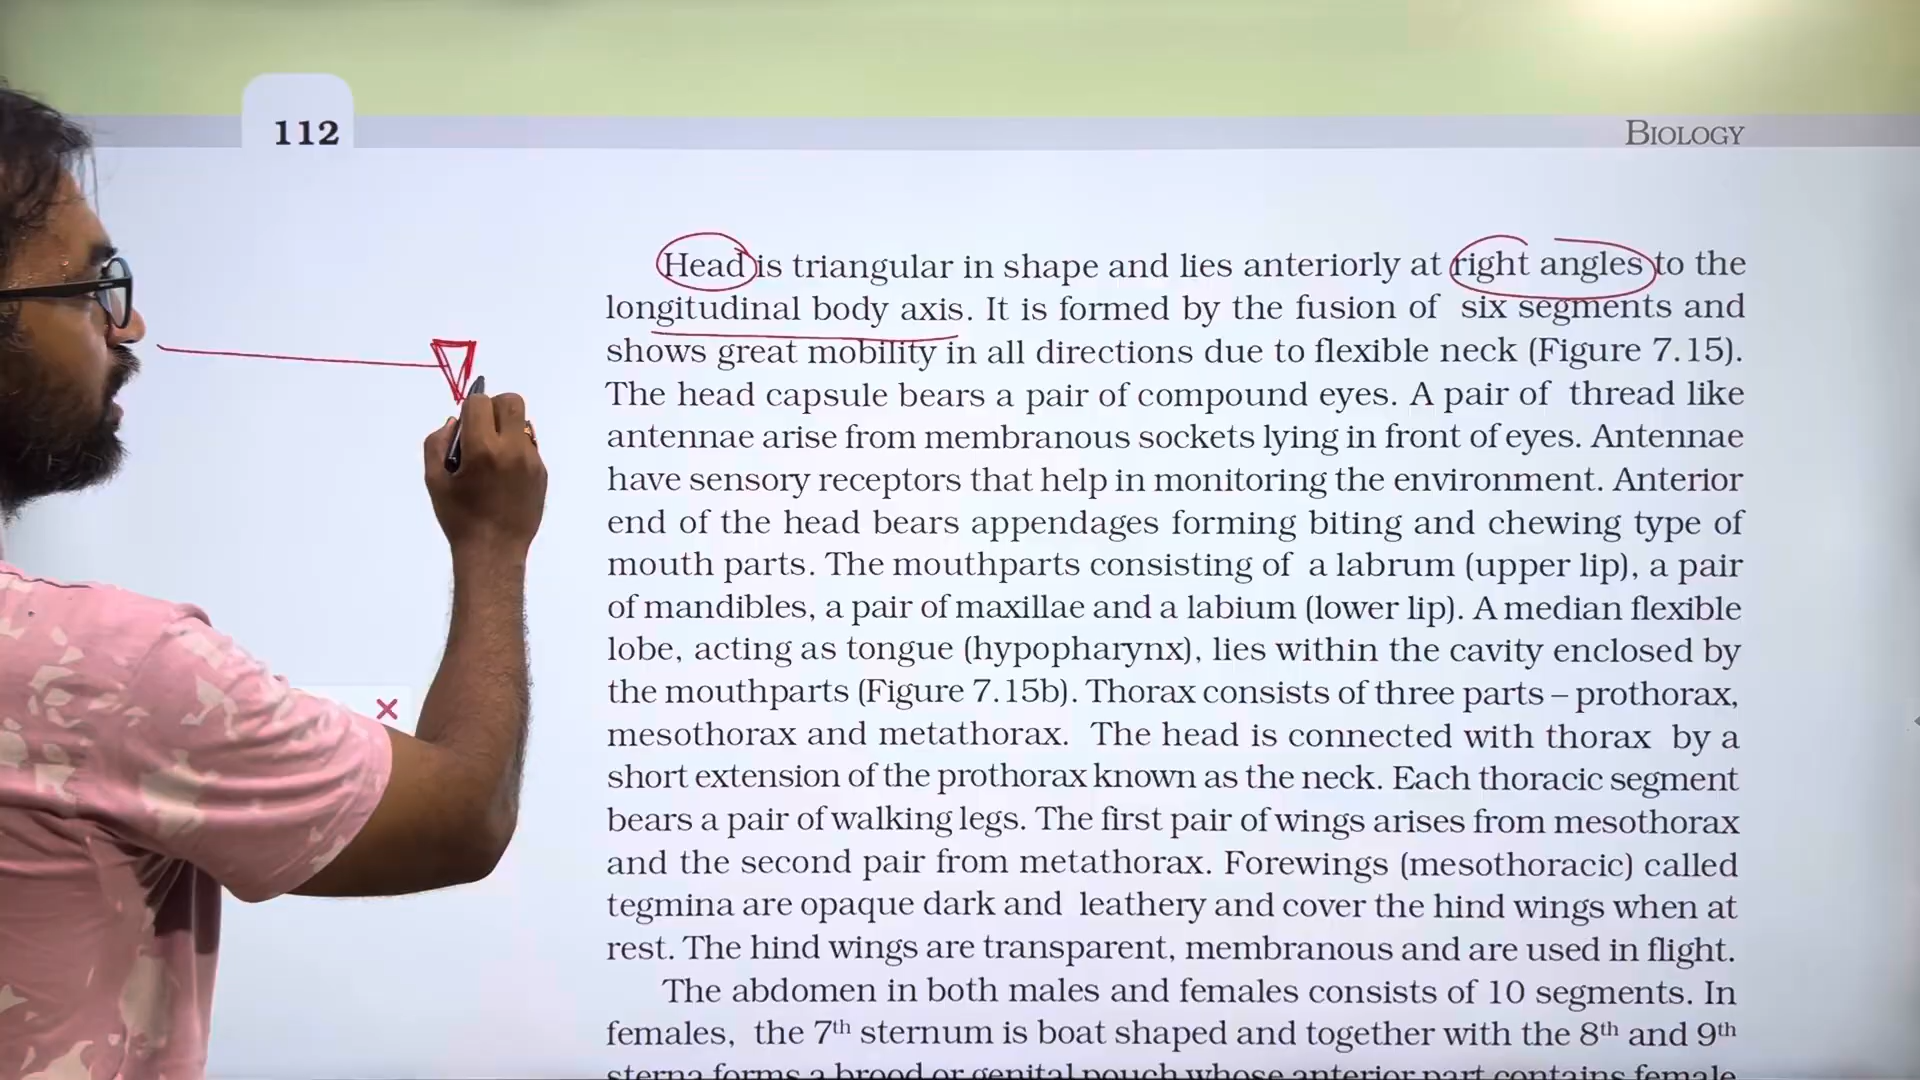 112
BIOLOGY
Head is triangular in shape and lies anteriorly at right angles to the
longitudinal body axis. It is formed by the fusion of six segments and
shows great mobility in all directions due to flexible neck (Figure 7.15).
The head capsule bears a pair of compound eyes. A pair of thread like
antennae arise from membranous sockets lying in front of eyes. Antennae
have sensory receptors that help in monitoring the environment. Anterior
end of the head bears appendages forming biting and chewing type of
mouth parts. The mouthparts consisting of a labrum (upper lip), a pair
of mandibles, a pair of maxillae and a labium (lower lip). A median flexible
lobe, acting as tongue (hypopharynx), lies within the cavity enclosed by
the mouthparts (Figure 7.15b). Thorax consists of three parts – prothorax,
mesothorax and metathorax. The head is connected with thorax by a
short extension of the prothorax known as the neck. Each thoracic segment
bears a pair of walking legs. The first pair of wings arises from mesothorax
and the second pair from metathorax. Forewings (mesothoracic) called
tegmina are opaque dark and leathery and cover the hind wings when at
rest. The hind wings are transparent, membranous and are used in flight.
The abdomen in both males and females consists of 10 segments. In
females, the 7th sternum is boat shaped and together with the 8th and 9th
sterna forms a brood or genital pouch whose anterior part contains female